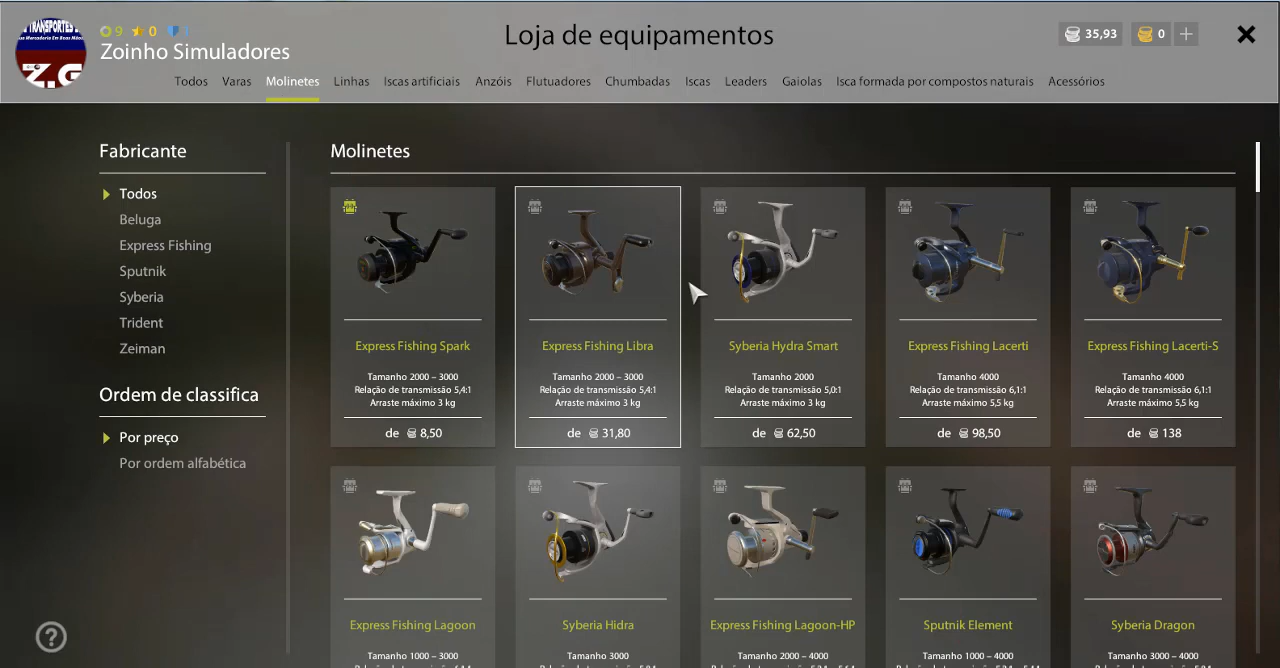 TRANSPORTES
Z.G
9 0
Zoinho Simuladores
Loja de equipamentos
35,93
0
Todos Varas Molinetes Linhas Iscas artificiais Anzóis Flutuadores Chumbadas Iscas Leaders Gaiolas Isca formada por compostos naturais Acessórios
Fabricante
Todos
Beluga
Express Fishing
Sputnik
Syberia
Trident
Zeiman
Ordem de classifica
Por preço
Por ordem alfabética
Molinetes
Express Fishing Spark
Tamanho 2000 – 3000
Relação de transmissão 5,4:1
Arraste máximo 3 kg
de 8,50
Express Fishing Libra
Tamanho 2000 – 3000
Relação de transmissão 5,4:1
Arraste máximo 3 kg
de 31,80
Syberia Hydra Smart
Tamanho 2000
Relação de transmissão 5,0:1
Arraste máximo 3 kg
de 62,50
Express Fishing Lacerti
Tamanho 4000
Relação de transmissão 6,1:1
Arraste máximo 5,5 kg
de 98,50
Express Fishing Lacerti-S
Tamanho 4000
Relação de transmissão 6,1:1
Arraste máximo 5,5 kg
de 138
Express Fishing Lagoon
Tamanho 1000 – 3000
Syberia Hidra
Tamanho 3000
Express Fishing Lagoon-HP
Tamanho 2000 – 4000
Sputnik Element
Tamanho 1000 – 4000
Syberia Dragon
Tamanho 3000 – 4000
?